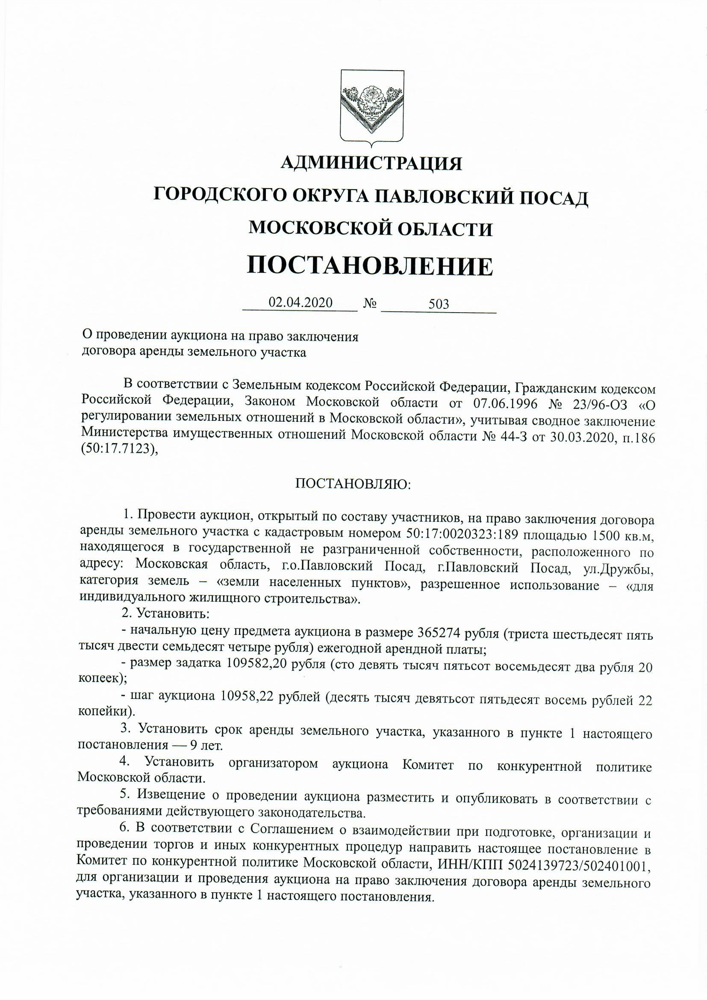 АДМИНИСТРАЦИЯ
ГОРОДСКОГО ОКРУГА ПАВЛОВСКИЙ ПОСАД
МОСКОВСКОЙ ОБЛАСТИ
ПОСТАНОВЛЕНИЕ
02.04.2020 № 503
О проведении аукциона на право заключения
договора аренды земельного участка
В соответствии с Земельным кодексом Российской Федерации, Гражданским кодексом
Российской Федерации, Законом Московской области от 07.06.1996 № 23/96-ОЗ «О
регулировании земельных отношений в Московской области», учитывая сводное заключение
Министерства имущественных отношений Московской области № 44-З от 30.03.2020, п.186
(50:17.7123),
ПОСТАНОВЛЯЮ:
1. Провести аукцион, открытый по составу участников, на право заключения договора
аренды земельного участка с кадастровым номером 50:17:0020323:189 площадью 1500 кв.м,
находящегося в государственной не разграниченной собственности, расположенного по
адресу: Московская область, г.о.Павловский Посад, г.Павловский Посад, ул.Дружбы,
категория земель – «земли населенных пунктов», разрешенное использование – «для
индивидуального жилищного строительства».
2. Установить:
- начальную цену предмета аукциона в размере 365274 рубля (триста шестьдесят пять
тысяч двести семьдесят четыре рубля) ежегодной арендной платы;
- размер задатка 109582,20 рубля (сто девять тысяч пятьсот восемьдесят два рубля 20
копеек);
- шаг аукциона 10958,22 рублей (десять тысяч девятьсот пятьдесят восемь рублей 22
копейки).
3. Установить срок аренды земельного участка, указанного в пункте 1 настоящего
постановления — 9 лет.
4. Установить организатором аукциона Комитет по конкурентной политике
Московской области.
5. Извещение о проведении аукциона разместить и опубликовать в соответствии с
требованиями действующего законодательства.
6. В соответствии с Соглашением о взаимодействии при подготовке, организации и
проведении торгов и иных конкурентных процедур направить настоящее постановление в
Комитет по конкурентной политике Московской области, ИНН/КПП 5024139723/502401001,
для организации и проведения аукциона на право заключения договора аренды земельного
участка, указанного в пункте 1 настоящего постановления.